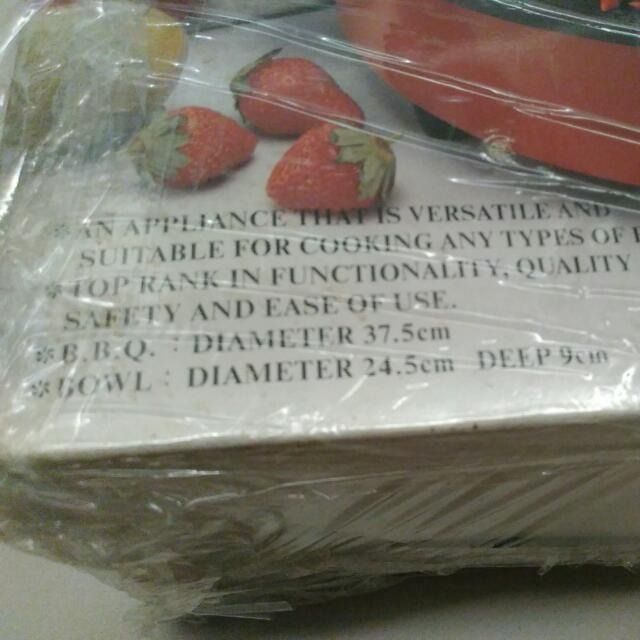 * AN APPLIANCE THAT IS VERSATILE AND
SUITABLE FOR COOKING ANY TYPES OF
* TOP RANK IN FUNCTIONALITY, QUALITY
SAFETY AND EASE OF USE.
* B.B.Q. : DIAMETER 37.5cm
* BOWL : DIAMETER 24.5cm DEEP 9cm